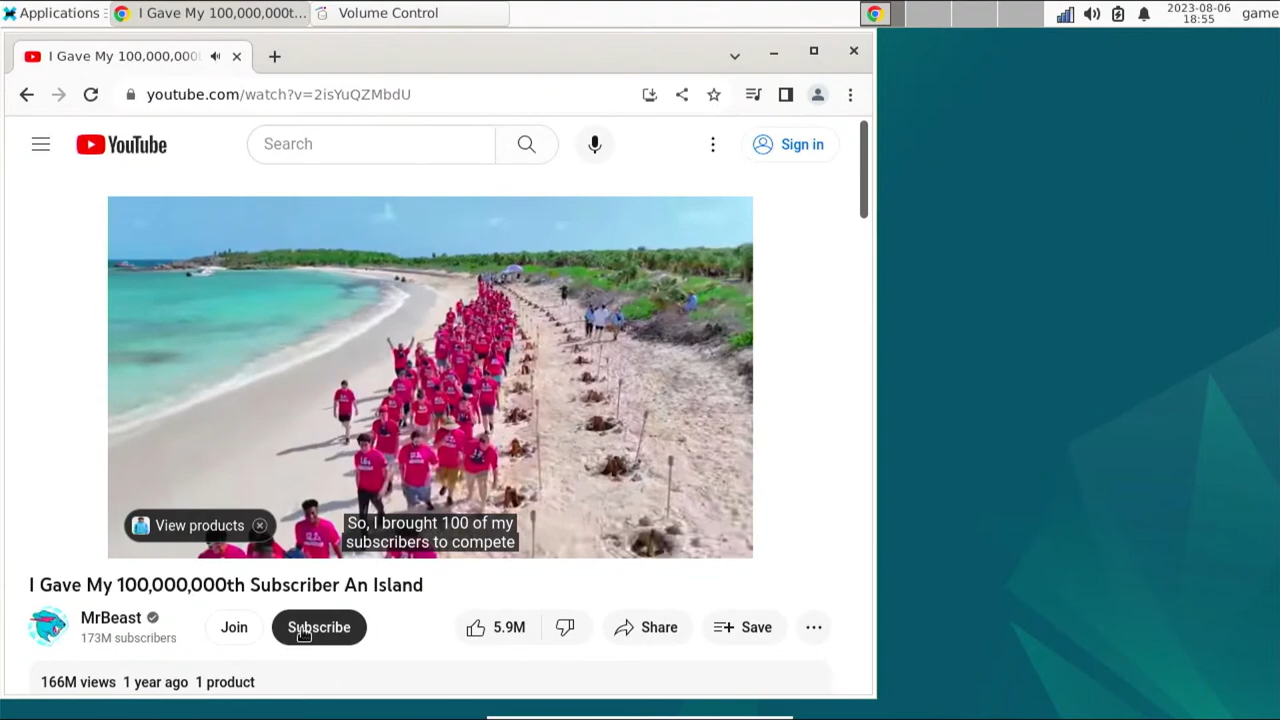 Applications
I Gave My 100,000,000t...
Volume Control
2023-08-06
18:55
game
I Gave My 100,000,000
youtube.com/watch?v=2isYuQZMbdU
YouTube
Search
Sign in
View products
So, I brought 100 of my
subscribers to compete
I Gave My 100,000,000th Subscriber An Island
MrBeast
173M subscribers
Join
Subscribe
5.9M
Share
Save
166M views 1 year ago 1 product